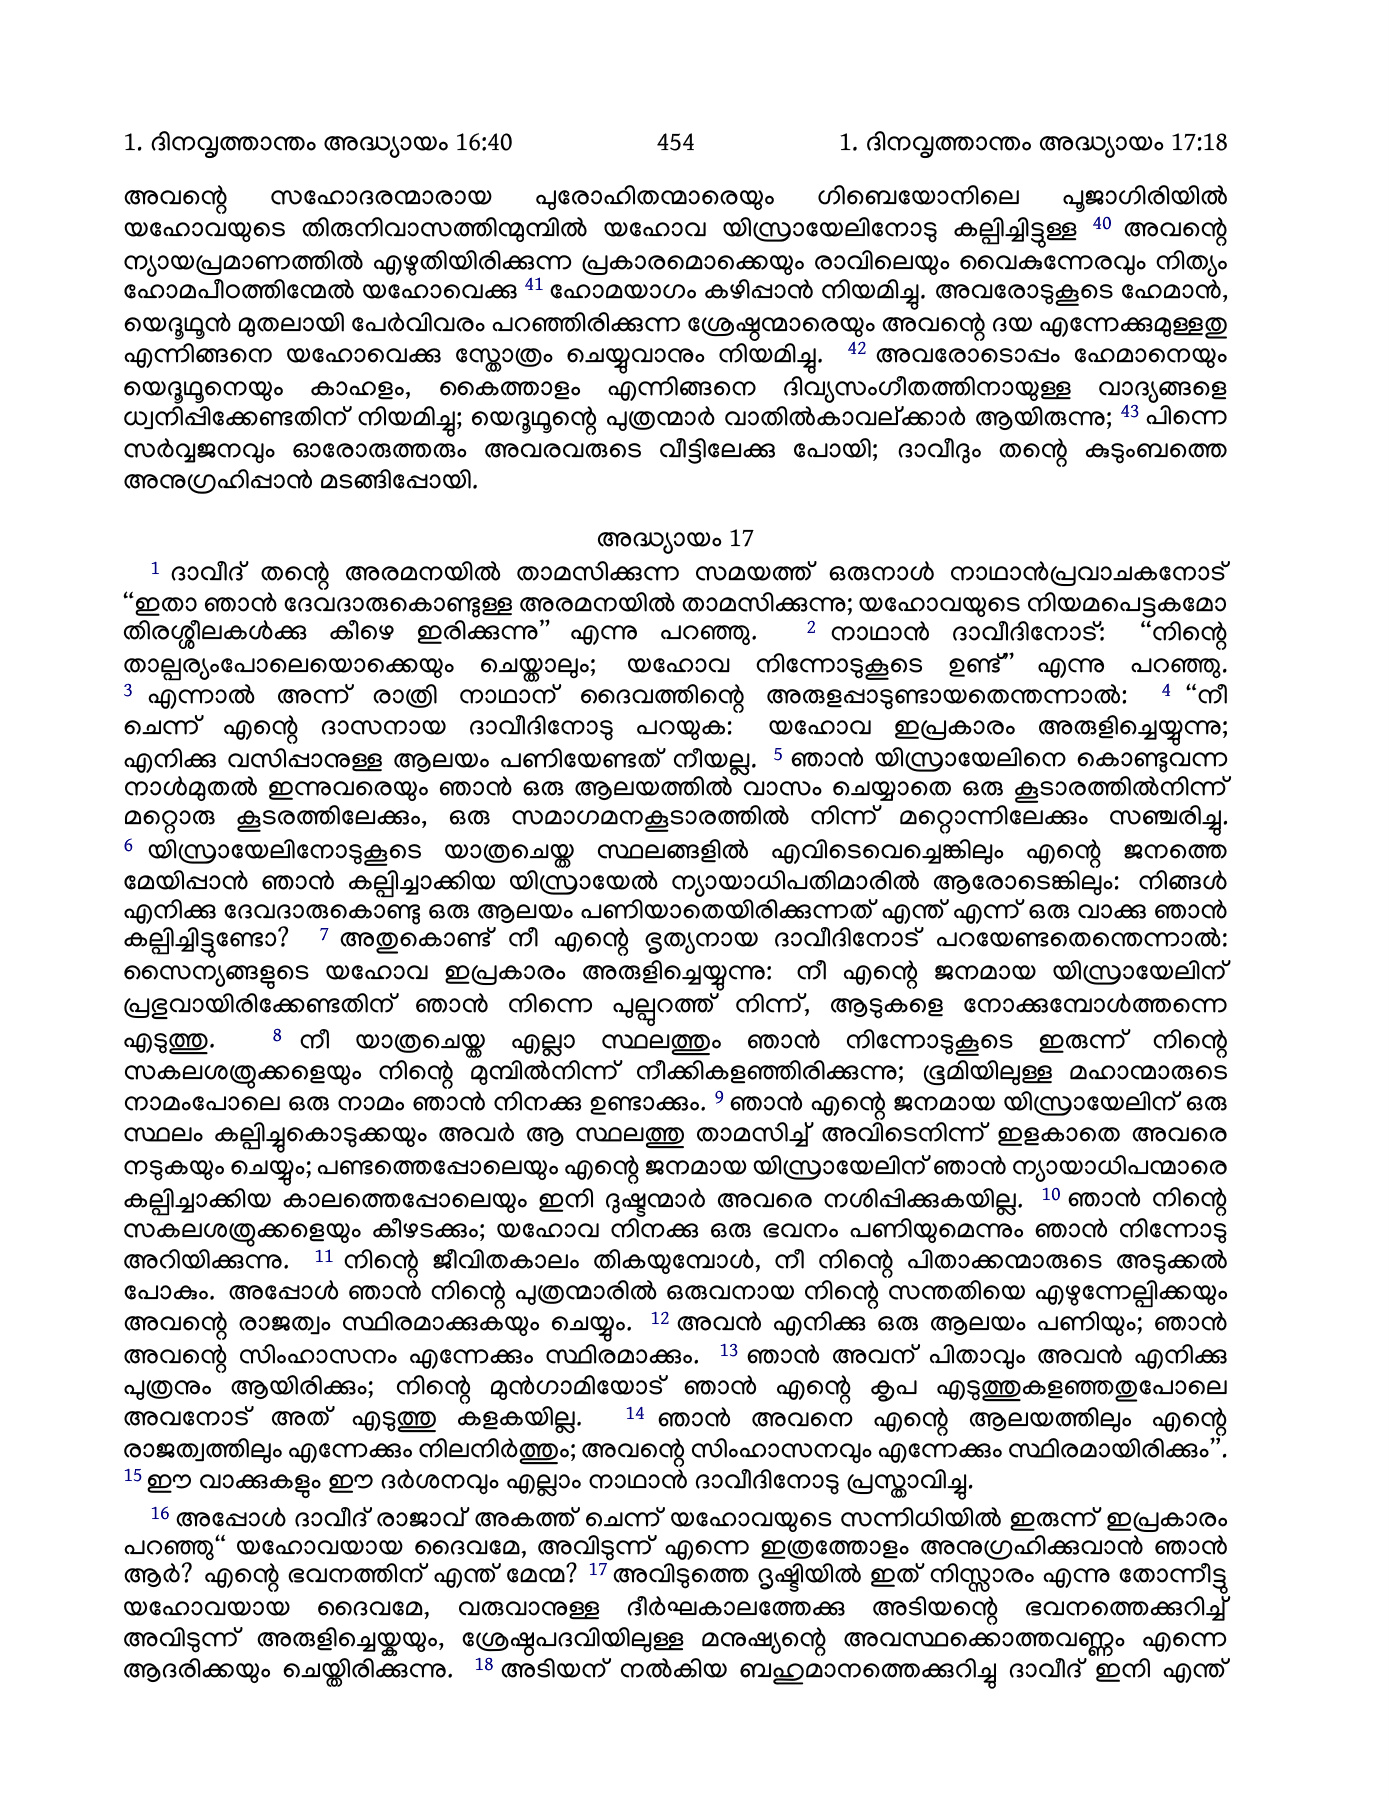 1. ദിനവൃത്താന്തം അദ്ധ്യായം 16:40 454 1. ദിനവൃത്താന്തം അദ്ധ്യായം 17:18
അവന്റെ സഹോദരന്മാരായ പുരോഹിതന്മാരെയും ഗിബെയോനിലെ പൂജാഗിരിയിൽ
യഹോവയുടെ തിരുനിവാസത്തിന്മുമ്പിൽ യഹോവ യിസ്രായേലിനോടു കല്പിച്ചിട്ടുള്ള 40 അവന്റെ
ന്യായപ്രമാണത്തിൽ എഴുതിയിരിക്കുന്ന പ്രകാരമൊക്കെയും രാവിലെയും വൈകുന്നേരവും നിത്യം
ഹോമപീഠത്തിന്മേൽ യഹോവെക്കു 41 ഹോമയാഗം കഴിപ്പാൻ നിയമിച്ചു. അവരോടുകൂടെ ഹേമാൻ,
യെദൂഥൂൻ മുതലായി പേർവിവരം പറഞ്ഞിരിക്കുന്ന ശ്രേഷ്ഠന്മാരെയും അവന്റെ ദയ എന്നേക്കുമുള്ളതു
എന്നിങ്ങനെ യഹോവെക്കു സ്തോത്രം ചെയ്യുവാനും നിയമിച്ചു. 42 അവരോടൊപ്പം ഹേമാനെയും
യെദൂഥൂനെയും കാഹളം, കൈത്താളം എന്നിങ്ങനെ ദിവ്യസംഗീതത്തിനായുള്ള വാദ്യങ്ങളെ
ധ്വനിപ്പിക്കേണ്ടതിന് നിയമിച്ചു; യെദൂഥൂന്റെ പുത്രന്മാർ വാതിൽകാവല്ക്കാർ ആയിരുന്നു; 43 പിന്നെ
സർവ്വജനവും ഓരോരുത്തരും അവരവരുടെ വീട്ടിലേക്കു പോയി; ദാവീദും തന്റെ കുടുംബത്തെ
അനുഗ്രഹിപ്പാൻ മടങ്ങിപ്പോയി.
അദ്ധ്യായം 17
1 ദാവീദ് തന്റെ അരമനയിൽ താമസിക്കുന്ന സമയത്ത് ഒരുനാൾ നാഥാൻപ്രവാചകനോട്
“ഇതാ ഞാൻ ദേവദാരുകൊണ്ടുള്ള അരമനയിൽ താമസിക്കുന്നു; യഹോവയുടെ നിയമപെട്ടകമോ
തിരശ്ശീലകൾക്കു കീഴെ ഇരിക്കുന്നു” എന്നു പറഞ്ഞു. 2 നാഥാൻ ദാവീദിനോട്: “നിന്റെ
താല്പര്യംപോലെയൊക്കെയും ചെയ്താലും; യഹോവ നിന്നോടുകൂടെ ഉണ്ട്” എന്നു പറഞ്ഞു.
3 എന്നാൽ അന്ന് രാത്രി നാഥാന് ദൈവത്തിന്റെ അരുളപ്പാടുണ്ടായതെന്തന്നാൽ: 4 “നീ
ചെന്ന് എന്റെ ദാസനായ ദാവീദിനോടു പറയുക: യഹോവ ഇപ്രകാരം അരുളിച്ചെയ്യുന്നു;
എനിക്കു വസിപ്പാനുള്ള ആലയം പണിയേണ്ടത് നീയല്ല. 5 ഞാൻ യിസ്രായേലിനെ കൊണ്ടുവന്ന
നാൾമുതൽ ഇന്നുവരെയും ഞാൻ ഒരു ആലയത്തിൽ വാസം ചെയ്യാതെ ഒരു കൂടാരത്തിൽനിന്ന്
മറ്റൊരു കൂടരത്തിലേക്കും, ഒരു സമാഗമനകൂടാരത്തിൽ നിന്ന് മറ്റൊന്നിലേക്കും സഞ്ചരിച്ചു.
6 യിസ്രായേലിനോടുകൂടെ യാത്രചെയ്ത സ്ഥലങ്ങളിൽ എവിടെവെച്ചെങ്കിലും എന്റെ ജനത്തെ
മേയിപ്പാൻ ഞാൻ കല്പിച്ചാക്കിയ യിസ്രായേൽ ന്യായാധിപതിമാരിൽ ആരോടെങ്കിലും: നിങ്ങൾ
എനിക്കു ദേവദാരുകൊണ്ടു ഒരു ആലയം പണിയാതെയിരിക്കുന്നത് എന്ത് എന്ന് ഒരു വാക്കു ഞാൻ
കല്പിച്ചിട്ടുണ്ടോ? 7 അതുകൊണ്ട് നീ എന്റെ ഭൃത്യനായ ദാവീദിനോട് പറയേണ്ടതെന്തെന്നാൽ:
സൈന്യങ്ങളുടെ യഹോവ ഇപ്രകാരം അരുളിച്ചെയ്യുന്നു: നീ എന്റെ ജനമായ യിസ്രായേലിന്
പ്രഭുവായിരിക്കേണ്ടതിന് ഞാൻ നിന്നെ പുല്പുറത്ത് നിന്ന്, ആടുകളെ നോക്കുമ്പോൾത്തന്നെ
എടുത്തു. 8 നീ യാത്രചെയ്ത എല്ലാ സ്ഥലത്തും ഞാൻ നിന്നോടുകൂടെ ഇരുന്ന് നിന്റെ
സകലശത്രുക്കളെയും നിന്റെ മുമ്പിൽനിന്ന് നീക്കികളഞ്ഞിരിക്കുന്നു; ഭൂമിയിലുള്ള മഹാന്മാരുടെ
നാമംപോലെ ഒരു നാമം ഞാൻ നിനക്കു ഉണ്ടാക്കും. 9 ഞാൻ എന്റെ ജനമായ യിസ്രായേലിന് ഒരു
സ്ഥലം കല്പിച്ചുകൊടുക്കയും അവർ ആ സ്ഥലത്തു താമസിച്ച് അവിടെനിന്ന് ഇളകാതെ അവരെ
നടുകയും ചെയ്യും; പണ്ടത്തെപ്പോലെയും എന്റെ ജനമായ യിസ്രായേലിന് ഞാൻ ന്യായാധിപന്മാരെ
കല്പിച്ചാക്കിയ കാലത്തെപ്പോലെയും ഇനി ദുഷ്ടന്മാർ അവരെ നശിപ്പിക്കുകയില്ല. 10 ഞാൻ നിന്റെ
സകലശത്രുക്കളെയും കീഴടക്കും; യഹോവ നിനക്കു ഒരു ഭവനം പണിയുമെന്നും ഞാൻ നിന്നോടു
അറിയിക്കുന്നു. 11 നിന്റെ ജീവിതകാലം തികയുമ്പോൾ, നീ നിന്റെ പിതാക്കന്മാരുടെ അടുക്കൽ
പോകും. അപ്പോൾ ഞാൻ നിന്റെ പുത്രന്മാരിൽ ഒരുവനായ നിന്റെ സന്തതിയെ എഴുന്നേല്പിക്കയും
അവന്റെ രാജത്വം സ്ഥിരമാക്കുകയും ചെയ്യും. 12 അവൻ എനിക്കു ഒരു ആലയം പണിയും; ഞാൻ
അവന്റെ സിംഹാസനം എന്നേക്കും സ്ഥിരമാക്കും. 13 ഞാൻ അവന് പിതാവും അവൻ എനിക്കു
പുത്രനും ആയിരിക്കും; നിന്റെ മുൻഗാമിയോട് ഞാൻ എന്റെ കൃപ എടുത്തുകളഞ്ഞതുപോലെ
അവനോട് അത് എടുത്തു കളകയില്ല. 14 ഞാൻ അവനെ എന്റെ ആലയത്തിലും എന്റെ
രാജത്വത്തിലും എന്നേക്കും നിലനിർത്തും; അവന്റെ സിംഹാസനവും എന്നേക്കും സ്ഥിരമായിരിക്കും”.
15 ഈ വാക്കുകളും ഈ ദർശനവും എല്ലാം നാഥാൻ ദാവീദിനോടു പ്രസ്താവിച്ചു.
16 അപ്പോൾ ദാവീദ് രാജാവ് അകത്ത് ചെന്ന് യഹോവയുടെ സന്നിധിയിൽ ഇരുന്ന് ഇപ്രകാരം
പറഞ്ഞു“ യഹോവയായ ദൈവമേ, അവിടുന്ന് എന്നെ ഇത്രത്തോളം അനുഗ്രഹിക്കുവാൻ ഞാൻ
ആർ? എന്റെ ഭവനത്തിന് എന്ത് മേന്മ? 17 അവിടുത്തെ ദൃഷ്ടിയിൽ ഇത് നിസ്സാരം എന്നു തോന്നീട്ടു
യഹോവയായ ദൈവമേ, വരുവാനുള്ള ദീർഘകാലത്തേക്കു അടിയന്റെ ഭവനത്തെക്കുറിച്ച്
അവിടുന്ന് അരുളിച്ചെയ്കയും, ശ്രേഷ്ഠപദവിയിലുള്ള മനുഷ്യന്റെ അവസ്ഥക്കൊത്തവണ്ണം എന്നെ
ആദരിക്കയും ചെയ്തിരിക്കുന്നു. 18 അടിയന് നൽകിയ ബഹുമാനത്തെക്കുറിച്ചു ദാവീദ് ഇനി എന്ത്